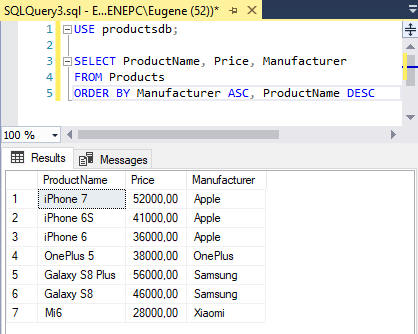 SQLQuery3.sql - E...ENEPC\Eugene (52))*
1 USE productsdb;
2
3 SELECT ProductName, Price, Manufacturer
4 FROM Products
5 ORDER BY Manufacturer ASC, ProductName DESC
100 %
Results Messages
ProductName Price Manufacturer
1 iPhone 7 52000,00 Apple
2 iPhone 6S 41000,00 Apple
3 iPhone 6 36000,00 Apple
4 OnePlus 5 38000,00 OnePlus
5 Galaxy S8 Plus 56000,00 Samsung
6 Galaxy S8 46000,00 Samsung
7 Mi6 28000,00 Xiaomi